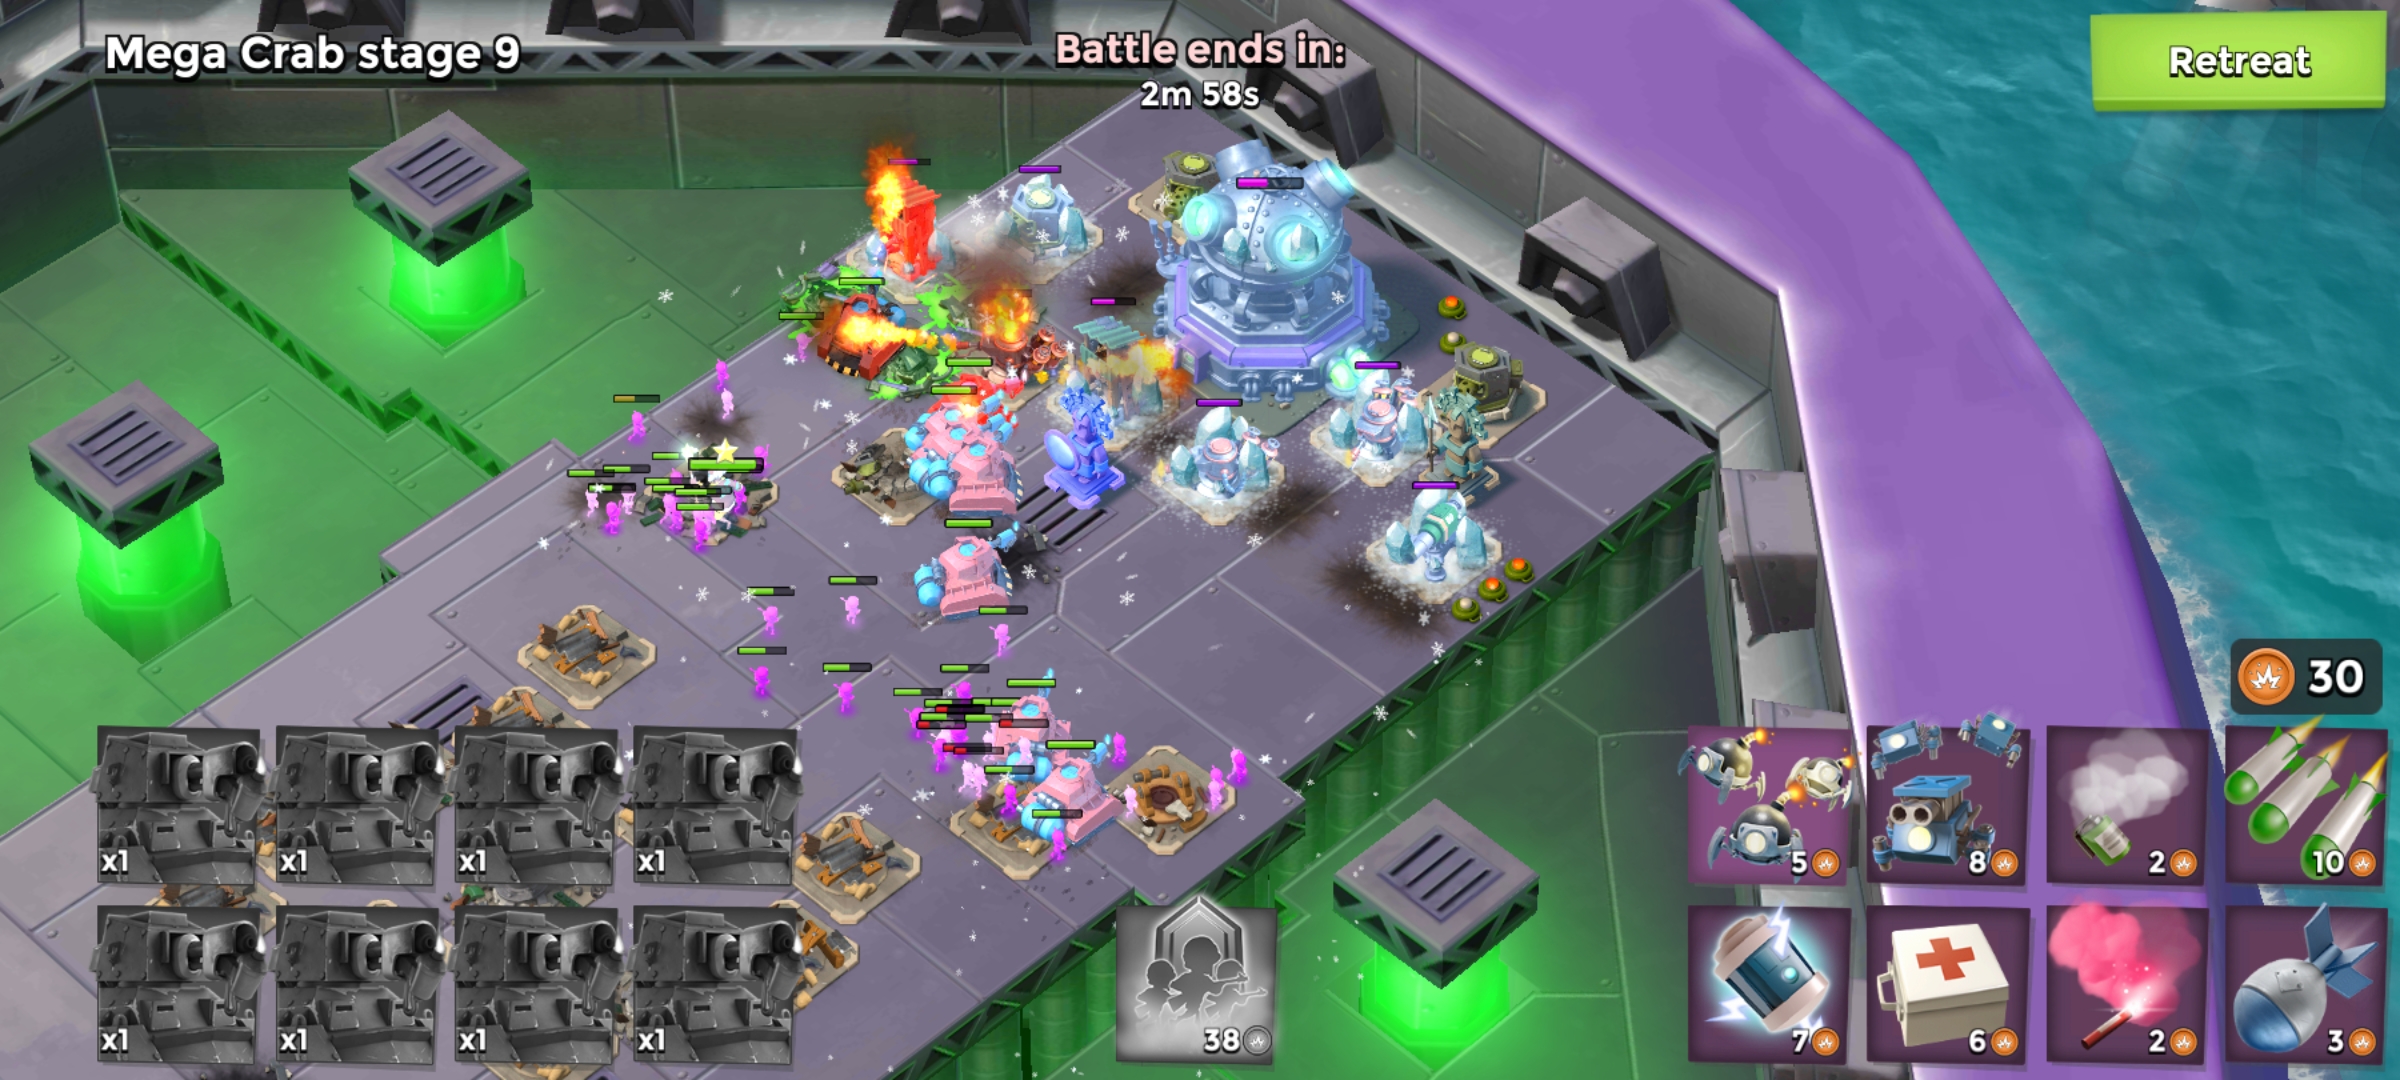 Mega Crab stage 9
Battle ends in:
2m 58s
Retreat
30
x1
x1
x1
x1
5
8
2
10
x1
x1
x1
x1
38
7
6
2
3